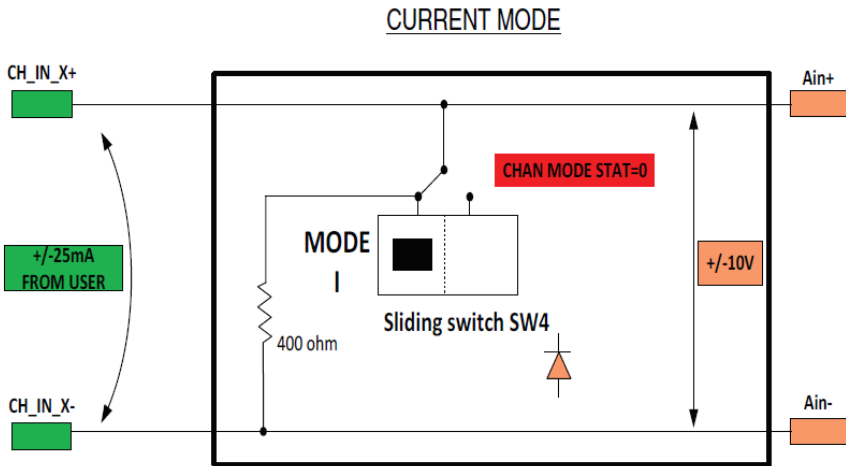 CURRENT MODE
CH_IN_X+
Ain+
CHAN MODE STAT=0
MODE
I
+/-25mA
FROM USER
+/-10V
Sliding switch SW4
400 ohm
CH_IN_X-
Ain-